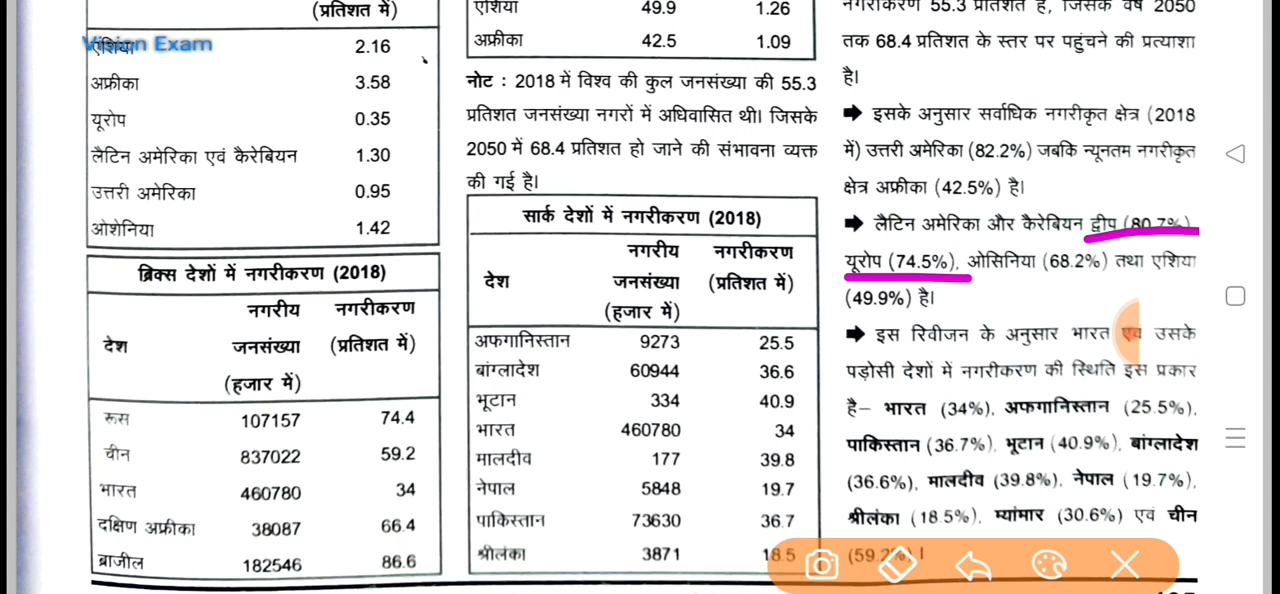 (प्रतिशत में)
Vision Exam
एशिया 2.16
अफ्रीका 3.58
यूरोप 0.35
लैटिन अमेरिका एवं कैरेबियन 1.30
उत्तरी अमेरिका 0.95
ओशेनिया 1.42
ब्रिक्स देशों में नगरीकरण (2018)
नगरीय नगरीकरण
देश जनसंख्या (प्रतिशत में)
(हजार में)
रूस 107157 74.4
चीन 837022 59.2
भारत 460780 34
दक्षिण अफ्रीका 38087 66.4
ब्राजील 182546 86.6
एशिया 49.9 1.26
अफ्रीका 42.5 1.09
नोट : 2018 में विश्व की कुल जनसंख्या की 55.3
प्रतिशत जनसंख्या नगरों में अधिवासित थी। जिसके
2050 में 68.4 प्रतिशत हो जाने की संभावना व्यक्त
की गई है।
सार्क देशों में नगरीकरण (2018)
नगरीय नगरीकरण
देश जनसंख्या (प्रतिशत में)
(हजार में)
अफगानिस्तान 9273 25.5
बांग्लादेश 60944 36.6
भूटान 334 40.9
भारत 460780 34
मालदीव 177 39.8
नेपाल 5848 19.7
पाकिस्तान 73630 36.7
श्रीलंका 3871 18.5
नगरीकरण 55.3 प्रतिशत है, जिसके वर्ष 2050
तक 68.4 प्रतिशत के स्तर पर पहुंचने की प्रत्याशा
है।
➡ इसके अनुसार सर्वाधिक नगरीकृत क्षेत्र (2018
में) उत्तरी अमेरिका (82.2%) जबकि न्यूनतम नगरीकृत
क्षेत्र अफ्रीका (42.5%) है।
➡ लैटिन अमेरिका और कैरेबियन द्वीप (80.7%),
यूरोप (74.5%), ओसिनिया (68.2%) तथा एशिया
(49.9%) है।
➡ इस रिवीजन के अनुसार भारत एवं उसके
पड़ोसी देशों में नगरीकरण की स्थिति इस प्रकार
है– भारत (34%), अफगानिस्तान (25.5%),
पाकिस्तान (36.7%), भूटान (40.9%), बांग्लादेश
(36.6%), मालदीव (39.8%), नेपाल (19.7%),
श्रीलंका (18.5%), म्यांमार (30.6%) एवं चीन
(59.2%)।